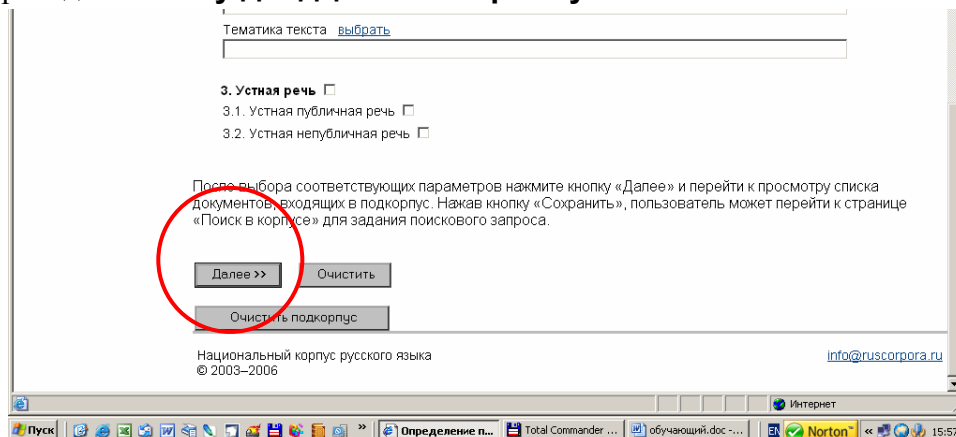 Тематика текста выбрать
3. Устная речь
3.1. Устная публичная речь
3.2. Устная непубличная речь
После выбора соответствующих параметров нажмите кнопку «Далее» и перейти к просмотру списка
документов, входящих в подкорпус. Нажав кнопку «Сохранить», пользователь может перейти к странице
«Поиск в корпусе» для задания поискового запроса.
Далее >> Очистить
Очистить подкорпус
Национальный корпус русского языка info@ruscorpora.ru
© 2003–2006
Интернет
Пуск » Определение п... Total Commander ... обучающий.doc -... EN Norton « 15:57